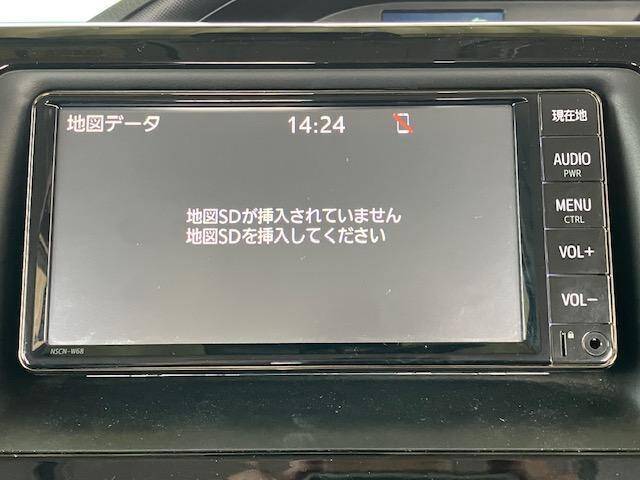 地図データ 14:24
現在地
AUDIO
PWR
地図SDが挿入されていません
地図SDを挿入してください
MENU
CTRL
VOL+
VOL−
NSCN-W68